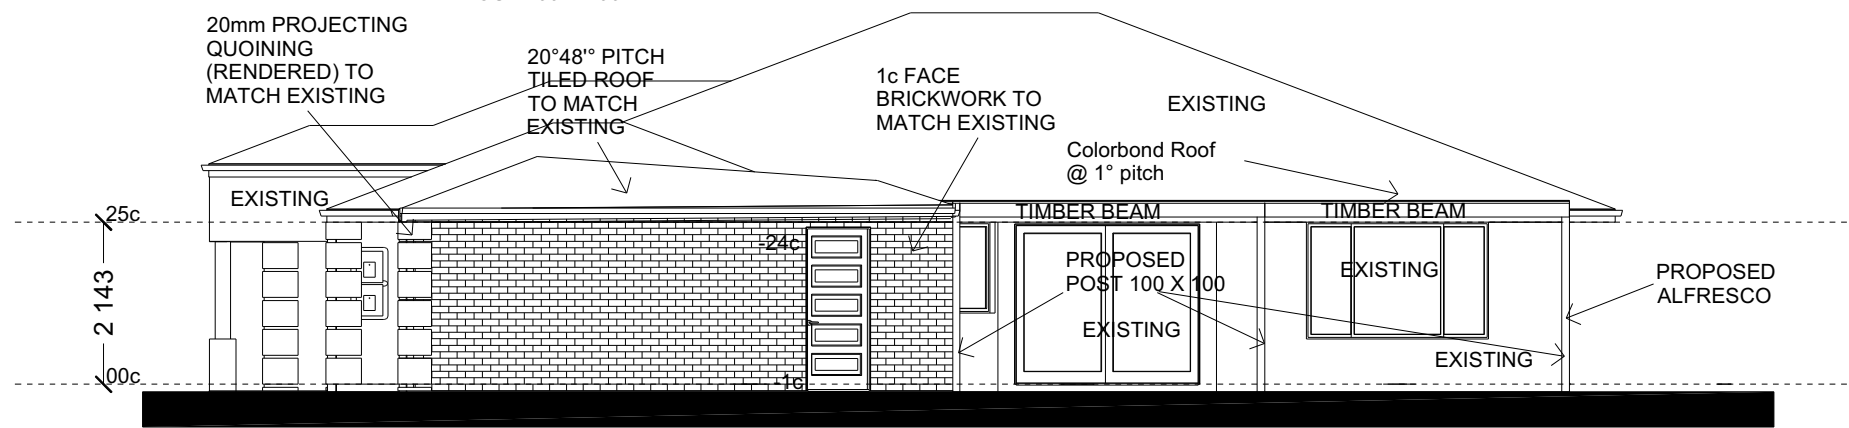 20mm PROJECTING
QUOINING
(RENDERED) TO
MATCH EXISTING
20°48'° PITCH
TILED ROOF
TO MATCH
EXISTING
1c FACE
BRICKWORK TO
MATCH EXISTING
EXISTING
Colorbond Roof
@ 1° pitch
EXISTING
25c
TIMBER BEAM
TIMBER BEAM
-24c
PROPOSED
POST 100 X 100
EXISTING
PROPOSED
ALFRESCO
2 143
EXISTING
EXISTING
00c
-1c